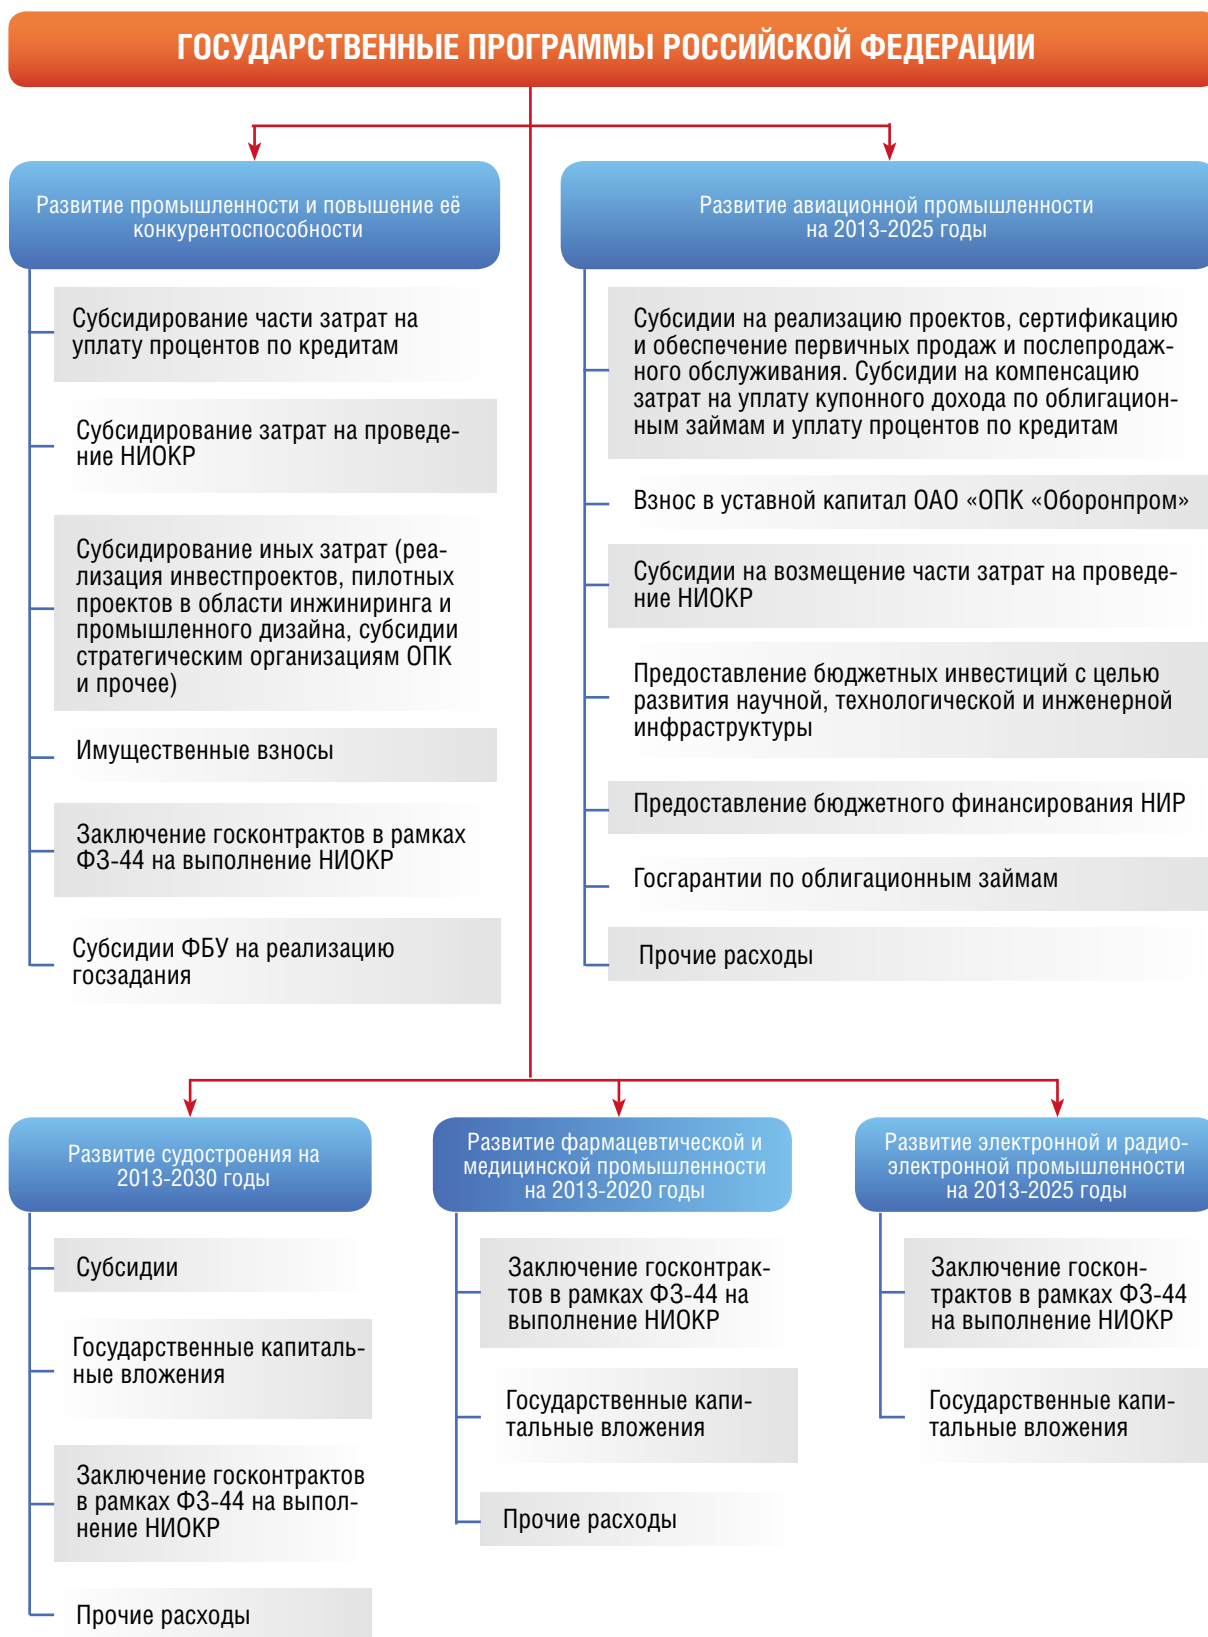 ГОСУДАРСТВЕННЫЕ ПРОГРАММЫ РОССИЙСКОЙ ФЕДЕРАЦИИ
Развитие промышленности и повышение её
конкурентоспособности
Субсидирование части затрат на
уплату процентов по кредитам
Субсидирование затрат на проведе-
ние НИОКР
Субсидирование иных затрат (реа-
лизация инвестпроектов, пилотных
проектов в области инжиниринга и
промышленного дизайна, субсидии
стратегическим организациям ОПК
и прочее)
Имущественные взносы
Заключение госконтрактов в рамках
ФЗ-44 на выполнение НИОКР
Субсидии ФБУ на реализацию
госзадания
Развитие авиационной промышленности
на 2013-2025 годы
Субсидии на реализацию проектов, сертификацию
и обеспечение первичных продаж и послепродаж-
ного обслуживания. Субсидии на компенсацию
затрат на уплату купонного дохода по облигацион-
ным займам и уплату процентов по кредитам
Взнос в уставной капитал ОАО «ОПК «Оборонпром»
Субсидии на возмещение части затрат на проведе-
ние НИОКР
Предоставление бюджетных инвестиций с целью
развития научной, технологической и инженерной
инфраструктуры
Предоставление бюджетного финансирования НИР
Госгарантии по облигационным займам
Прочие расходы
Развитие судостроения на
2013-2030 годы
Субсидии
Государственные капиталь-
ные вложения
Заключение госконтрактов
в рамках ФЗ-44 на выпол-
нение НИОКР
Прочие расходы
Развитие фармацевтической и
медицинской промышленности
на 2013-2020 годы
Заключение госконтрак-
тов в рамках ФЗ-44 на
выполнение НИОКР
Государственные капи-
тальные вложения
Прочие расходы
Развитие электронной и радио-
электронной промышленности
на 2013-2025 годы
Заключение госкон-
трактов в рамках ФЗ-44
на выполнение НИОКР
Государственные капи-
тальные вложения